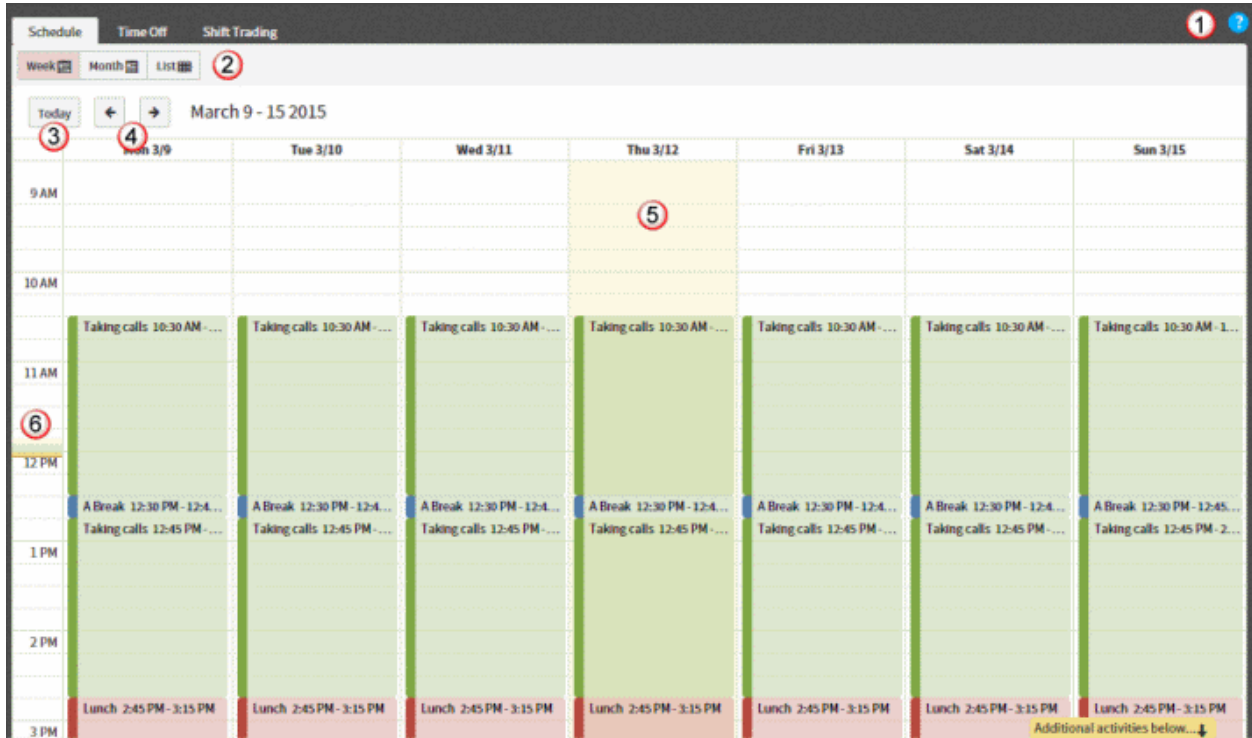 Schedule Time Off Shift Trading 1 ?
Week Month List 2
Today ← → March 9 - 15 2015
3 4
Mon 3/9 Tue 3/10 Wed 3/11 Thu 3/12 Fri 3/13 Sat 3/14 Sun 3/15
9 AM
5
10 AM
Taking calls 10:30 AM -... Taking calls 10:30 AM -... Taking calls 10:30 AM -... Taking calls 10:30 AM -... Taking calls 10:30 AM -... Taking calls 10:30 AM -... Taking calls 10:30 AM - 1...
11 AM
6
12 PM
A Break 12:30 PM - 12:4... A Break 12:30 PM - 12:4... A Break 12:30 PM - 12:4... A Break 12:30 PM - 12:4... A Break 12:30 PM - 12:4... A Break 12:30 PM - 12:4... A Break 12:30 PM - 12:45...
Taking calls 12:45 PM -... Taking calls 12:45 PM -... Taking calls 12:45 PM -... Taking calls 12:45 PM -... Taking calls 12:45 PM -... Taking calls 12:45 PM -... Taking calls 12:45 PM - 2...
1 PM
2 PM
Lunch 2:45 PM - 3:15 PM Lunch 2:45 PM - 3:15 PM Lunch 2:45 PM - 3:15 PM Lunch 2:45 PM - 3:15 PM Lunch 2:45 PM - 3:15 PM Lunch 2:45 PM - 3:15 PM Lunch 2:45 PM - 3:15 PM
3 PM Additional activities below...